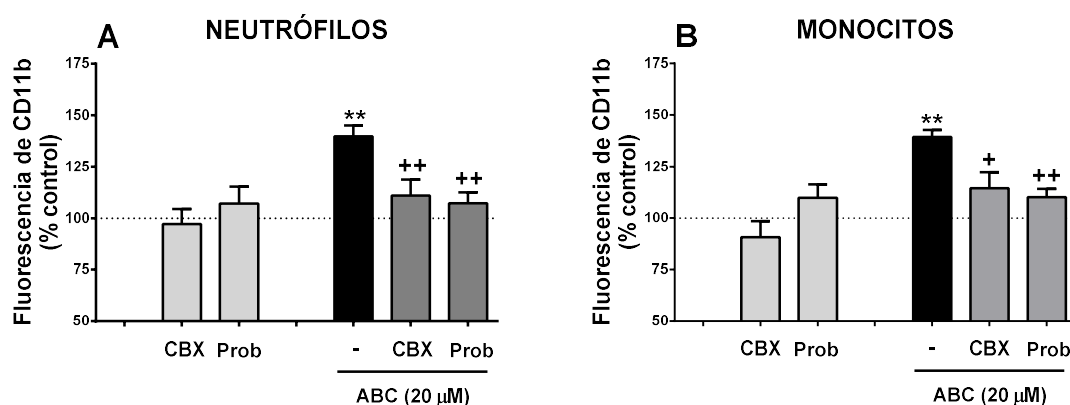 A NEUTRÓFILOS
Fluorescencia de CD11b
(% control)
175
150
125
100
75
50
**
++
++
CBX Prob - CBX Prob
ABC (20 µM)
B MONOCITOS
Fluorescencia de CD11b
(% control)
175
150
125
100
75
50
**
+
++
CBX Prob - CBX Prob
ABC (20 µM)